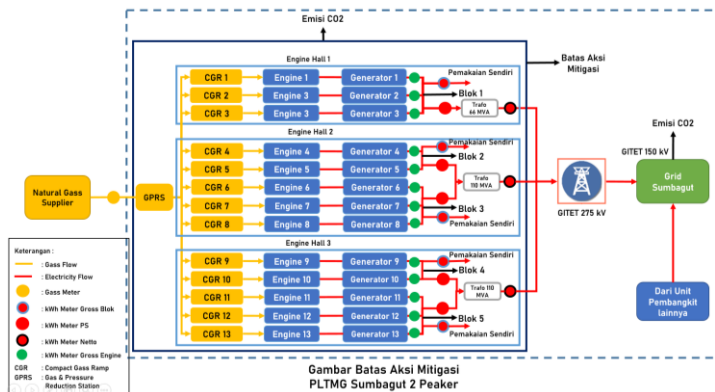 Emisi CO2
Batas Aksi
Mitigasi
Engine Hall 1
CGR 1 Engine 1 Generator 1 Pemakaian Sendiri
CGR 2 Engine 3 Generator 2 Blok 1
CGR 3 Engine 3 Generator 3
Trafo
66 MVA
Engine Hall 2
Pemakaian Sendiri
CGR 4 Engine 4 Generator 4
Blok 2
CGR 5 Engine 5 Generator 5
CGR 6 Engine 6 Generator 6
Trafo
110 MVA
CGR 7 Engine 7 Generator 7
Blok 3
CGR 8 Engine 8 Generator 8
Pemakaian Sendiri
Engine Hall 3
CGR 9 Engine 9 Generator 9 Pemakaian Sendiri
Blok 4
CGR 10 Engine 10 Generator 10
CGR 11 Engine 11 Generator 11
Trafo 110
MVA
CGR 12 Engine 12 Generator 12
Blok 5
CGR 13 Engine 13 Generator 13
Pemakaian Sendiri
Natural Gass
Supplier
GPRS
GITET 275 kV
Emisi CO2
GITET 150 kV
Grid
Sumbagut
Dari Unit
Pembangkit
lainnya
Keterangan :
: Gass Flow
: Electricity Flow
: Gass Meter
: kWh Meter Gross Blok
: kWh Meter PS
: kWh Meter Netto
: kWh Meter Gross Engine
CGR : Compact Gass Ramp
GPRS : Gas & Pressure
Reduction Station
Gambar Batas Aksi Mitigasi
PLTMG Sumbagut 2 Peaker